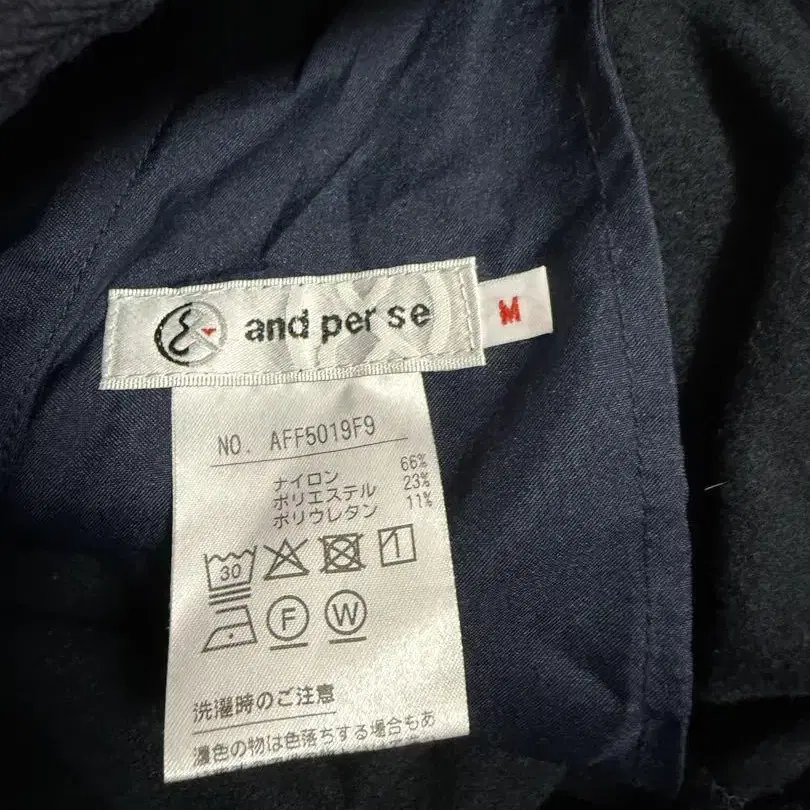 and per se
M
NO. AFF5019F9
ナイロン 66%
ポリエステル 23%
ポリウレタン 11%
30
F W
洗濯時のご注意
濃色の物は色落ちする場合もあ